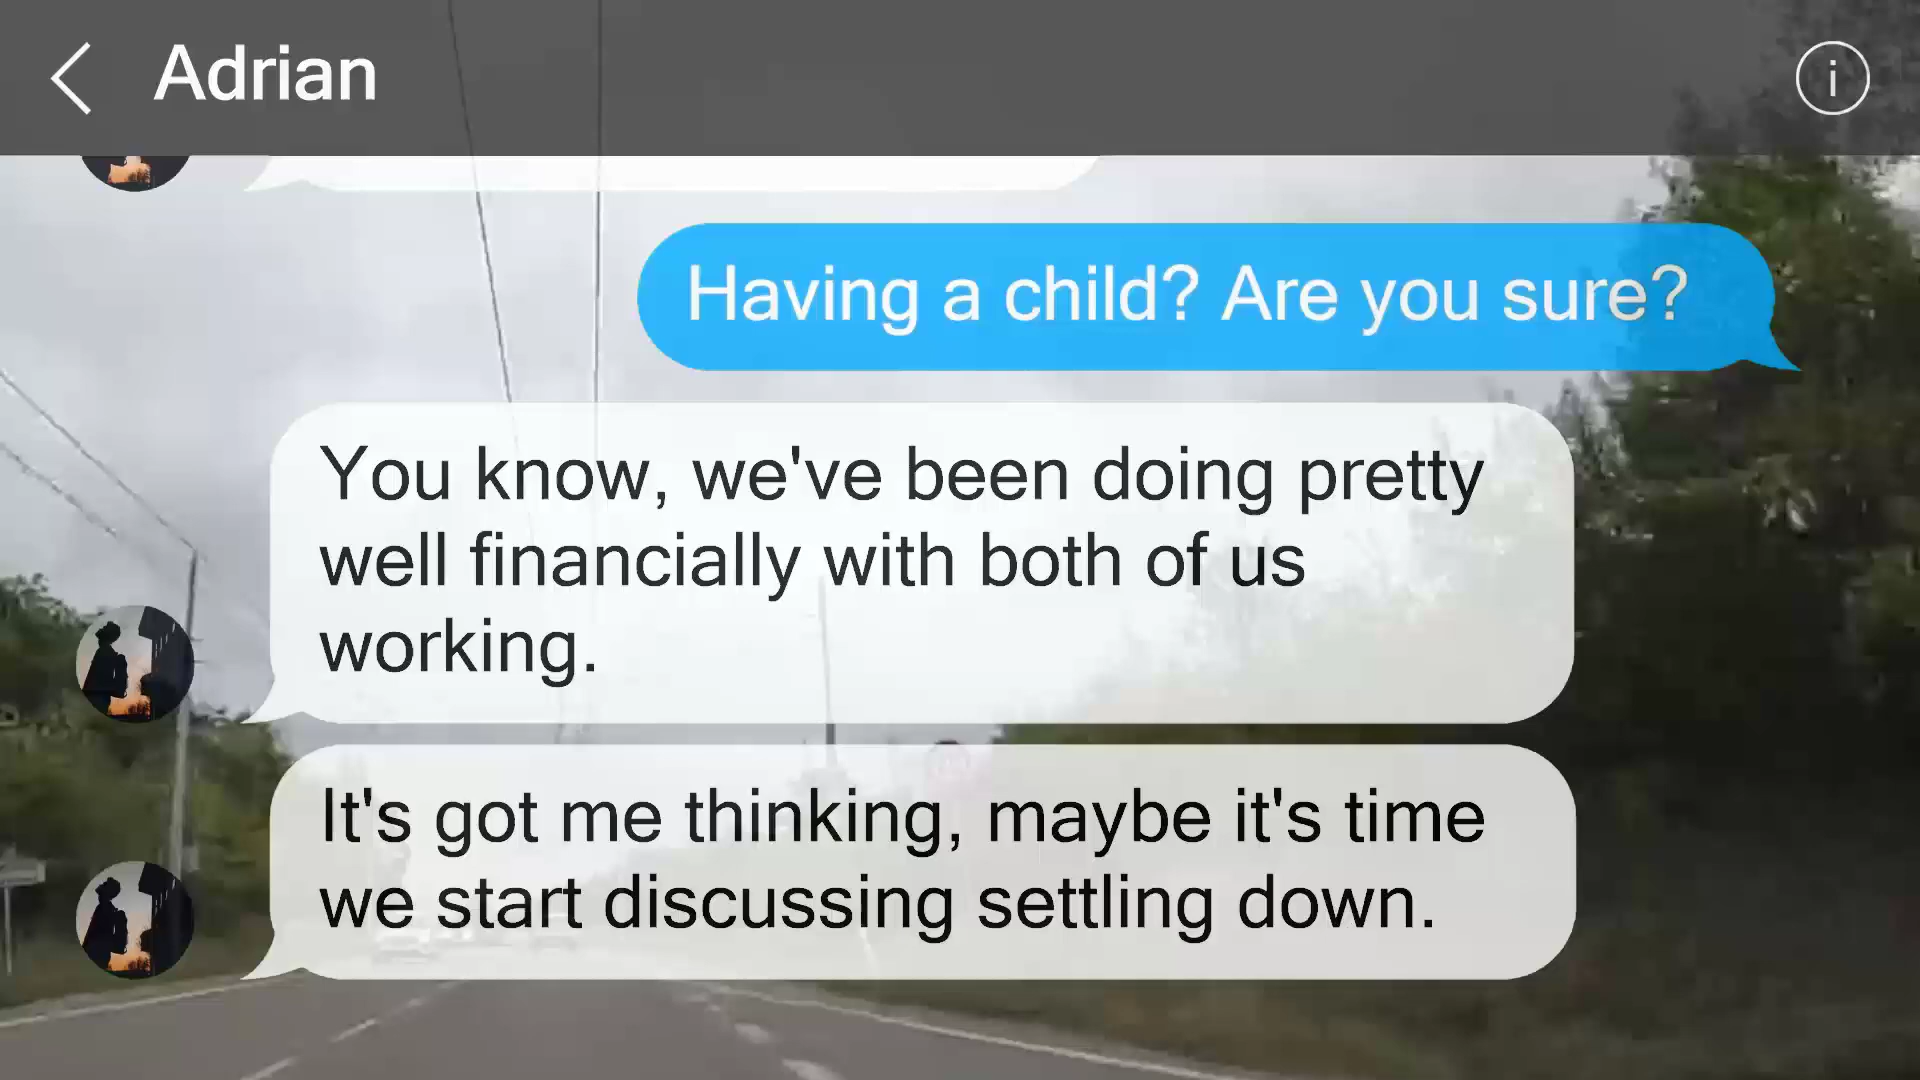 Adrian
Having a child? Are you sure?
You know, we've been doing pretty
well financially with both of us
working.
It's got me thinking, maybe it's time
we start discussing settling down.